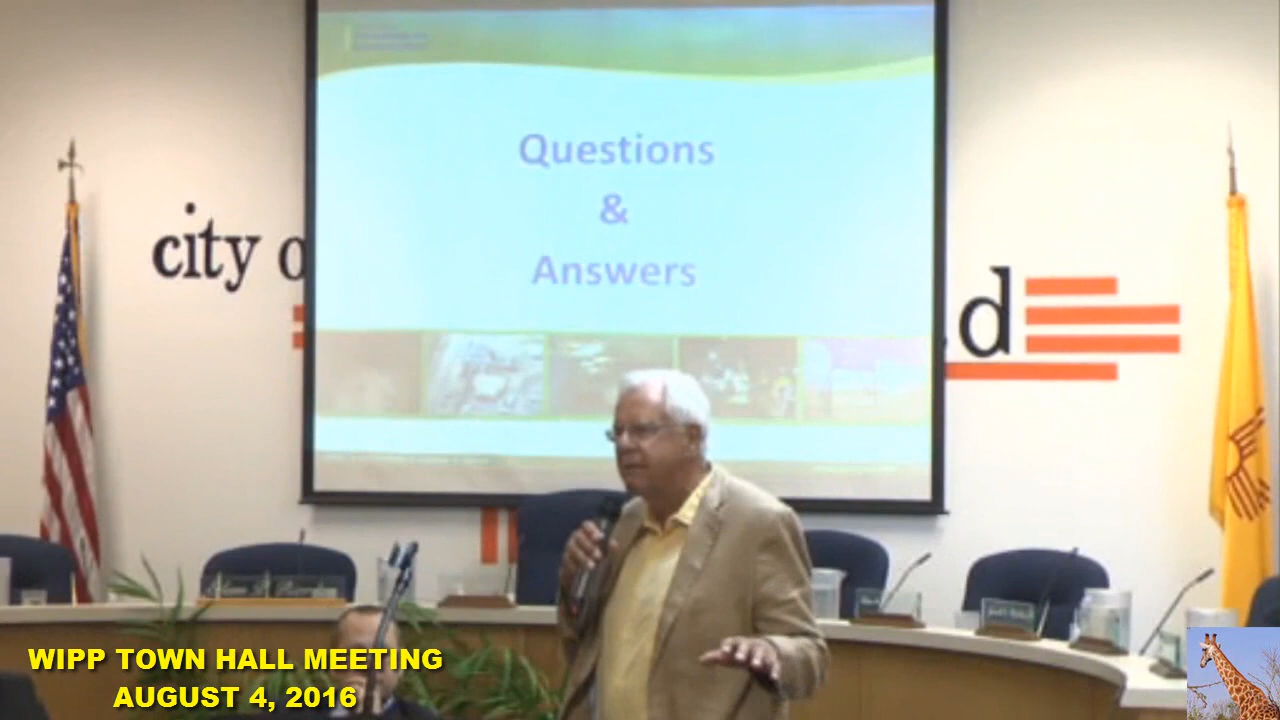 Questions
&
Answers
city o
d
WIPP TOWN HALL MEETING
AUGUST 4, 2016